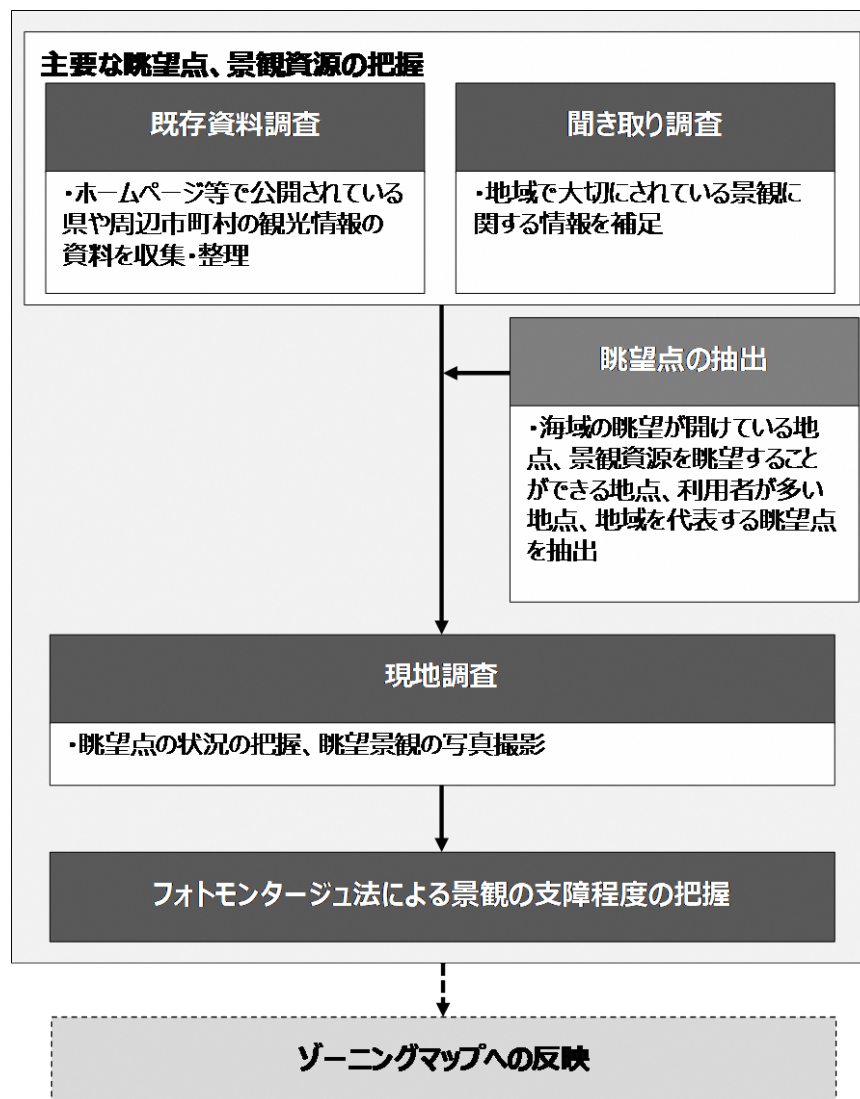 主要な眺望点、景観資源の把握
既存資料調査
・ホームページ等で公開されている
県や周辺市町村の観光情報の
資料を収集・整理
聞き取り調査
・地域で大切にされている景観に
関する情報を補足
眺望点の抽出
・海域の眺望が開けている地
点、景観資源を眺望すること
ができる地点、利用者が多い
地点、地域を代表する眺望点
を抽出
現地調査
・眺望点の状況の把握、眺望景観の写真撮影
フォトモンタージュ法による景観の支障程度の把握
ゾーニングマップへの反映